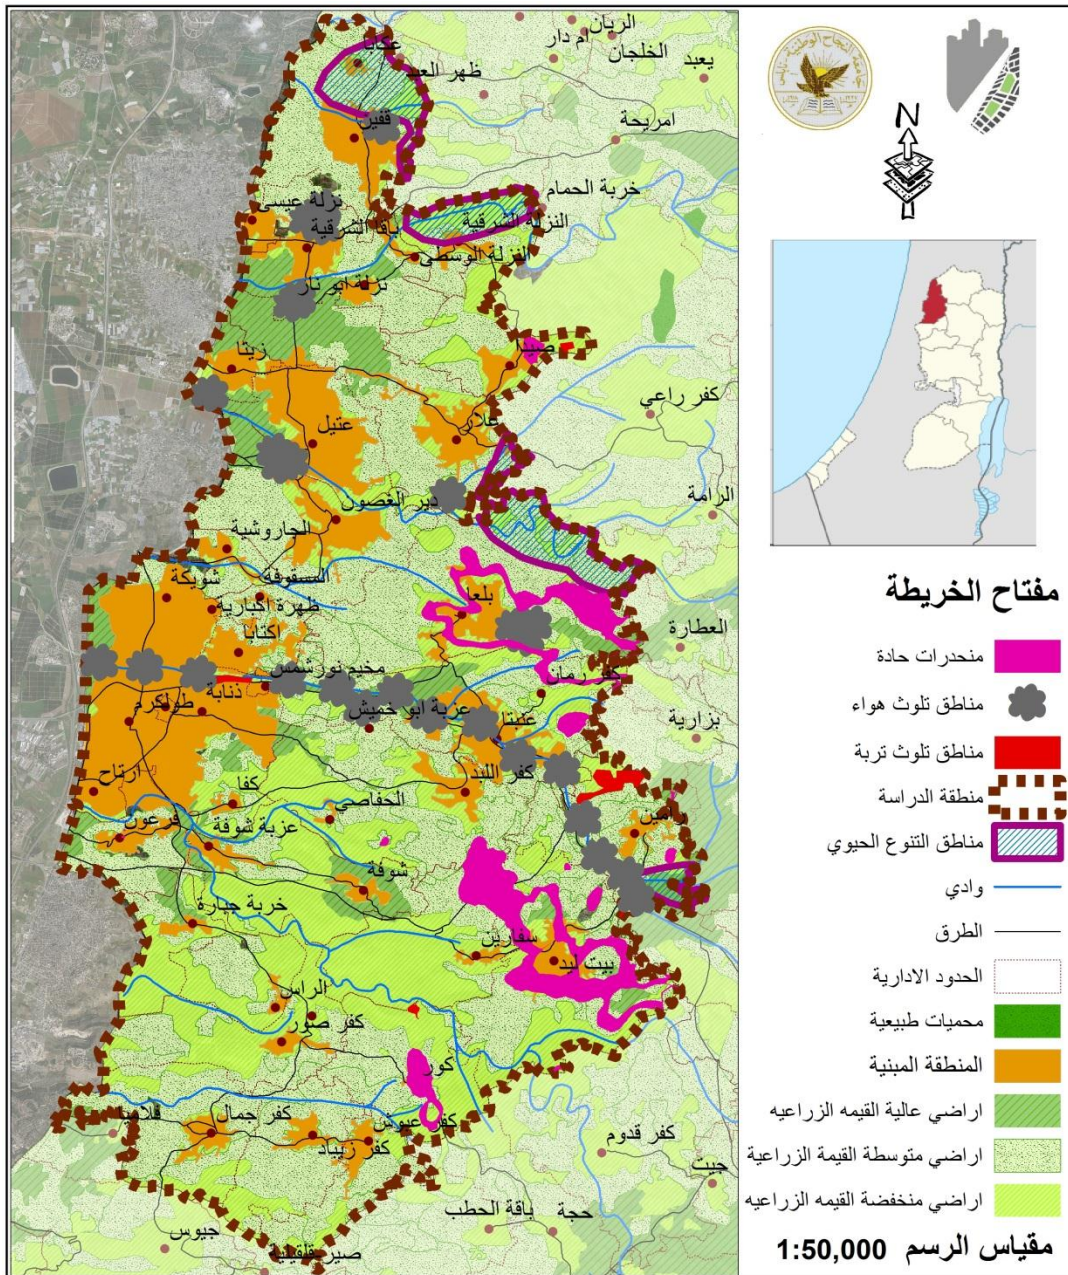 الريان
ام دار
الخلجان
يعبد
عكابا
ظهر العبد
قفين
امريحة
خربة الحمام
نزلة عيسى
باقا الشرقية
النزلة الشرقية
النزلة الوسطى
نزلة ابو نار
صيدا
زيتا
كفر راعي
عتيل
علار
الرامة
دير الغصون
الجاروشية
المسقوفة
شويكة
ظهرة اكبارية
بلعا
اكتابا
العطارة
مخيم نورشمس
كفر رمان
ذنابة
طولكرم
عزبة ابو خميش
عنبتا
بزارية
ارتاح
كفا
كفر اللبد
الحفاصي
فرعون
عزبة شوفة
رامين
شوفة
خربة جبارة
سفارين
بيت ليد
الراس
كفر صور
كور
فلاميا
كفر جمال
كفر عبوش
كفر زيباد
كفر قدوم
جيت
جيوس
باقة الحطب
حجة
صير قلقيلية
N
مفتاح الخريطة
منحدرات حادة
مناطق تلوث هواء
مناطق تلوث تربة
منطقة الدراسة
مناطق التنوع الحيوي
وادي
الطرق
الحدود الادارية
محميات طبيعية
المنطقة المبنية
اراضي عالية القيمه الزراعيه
اراضي متوسطة القيمة الزراعية
اراضي منخفضة القيمه الزراعيه
مقياس الرسم 1:50,000